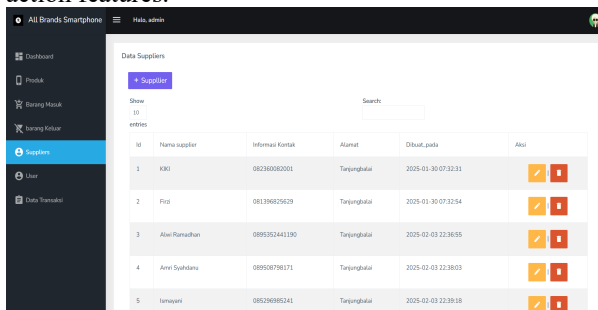 action features.
All Brands Smartphone
Halo, admin
Dashboard
Produk
Barang Masuk
barang Keluar
Suppliers
User
Data Transaksi
Data Suppliers
+ Suppllier
Show
10
entries
Search:
Id Nama supplier Informasi Kontak Alamat Dibuat_pada Aksi
1 KIKI 082360082001 Tanjungbalai 2025-01-30 07:32:31
2 Firzi 081396825629 Tanjungbalai 2025-01-30 07:32:54
3 Alwi Ramadhan 0895352441190 Tanjungbalai 2025-02-03 22:36:55
4 Amri Syahdanu 089508798171 Tanjungbalai 2025-02-03 22:38:03
5 Ismayani 085296985241 Tanjungbalai 2025-02-03 22:39:18